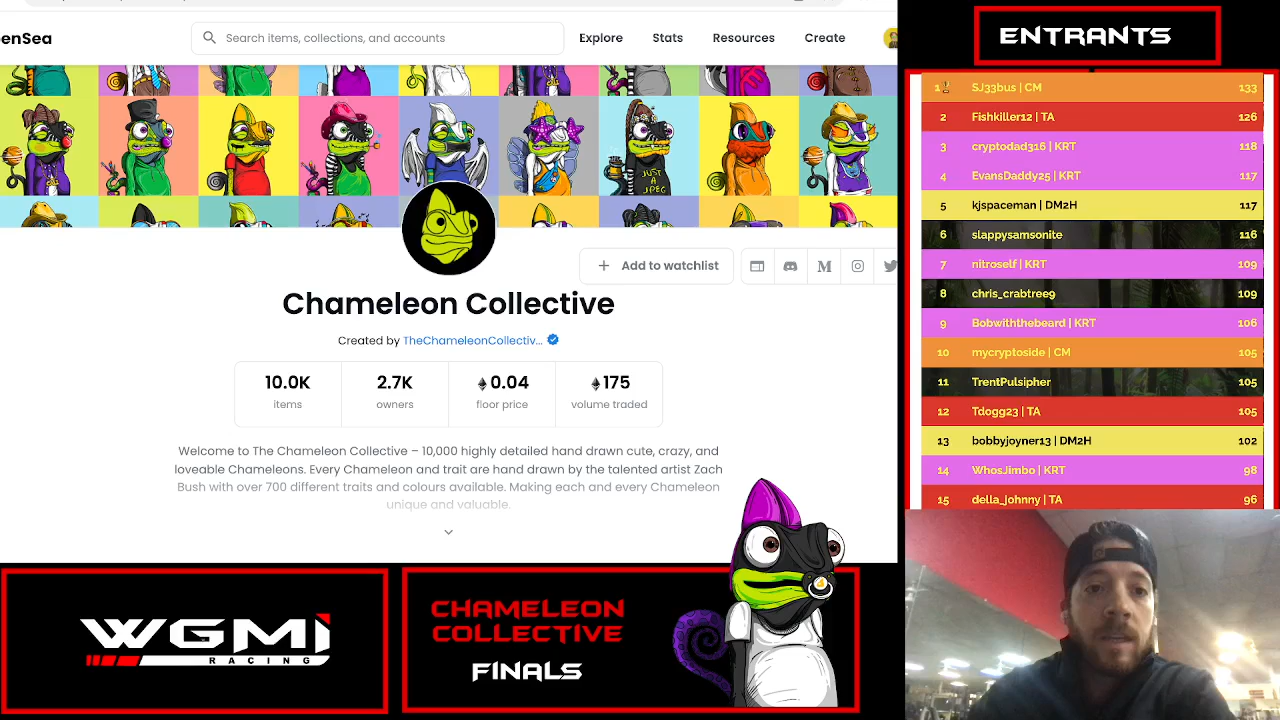 enSea
Search items, collections, and accounts
Explore
Stats
Resources
Create
JUST
A
JPEG
+ Add to watchlist
Chameleon Collective
Created by TheChameleonCollectiv...
10.0K
items
2.7K
owners
0.04
floor price
175
volume traded
Welcome to The Chameleon Collective – 10,000 highly detailed hand drawn cute, crazy, and
loveable Chameleons. Every Chameleon and trait are hand drawn by the talented artist Zach
Bush with over 700 different traits and colours available. Making each and every Chameleon
unique and valuable.
WGMI
RACING
CHAMELEON
COLLECTIVE
FINALS
ENTRANTS
1 SJ33bus | CM 133
2 Fishkiller12 | TA 126
3 cryptodad316 | KRT 118
4 EvansDaddy25 | KRT 117
5 kjspaceman | DM2H 117
6 slappysamsonite 116
7 nitroself | KRT 109
8 chris_crabtree9 109
9 Bobwiththebeard | KRT 106
10 mycryptoside | CM 105
11 TrentPulsipher 105
12 Tdogg23 | TA 105
13 bobbyjoyner13 | DM2H 102
14 WhosJimbo | KRT 98
15 della_johnny | TA 96